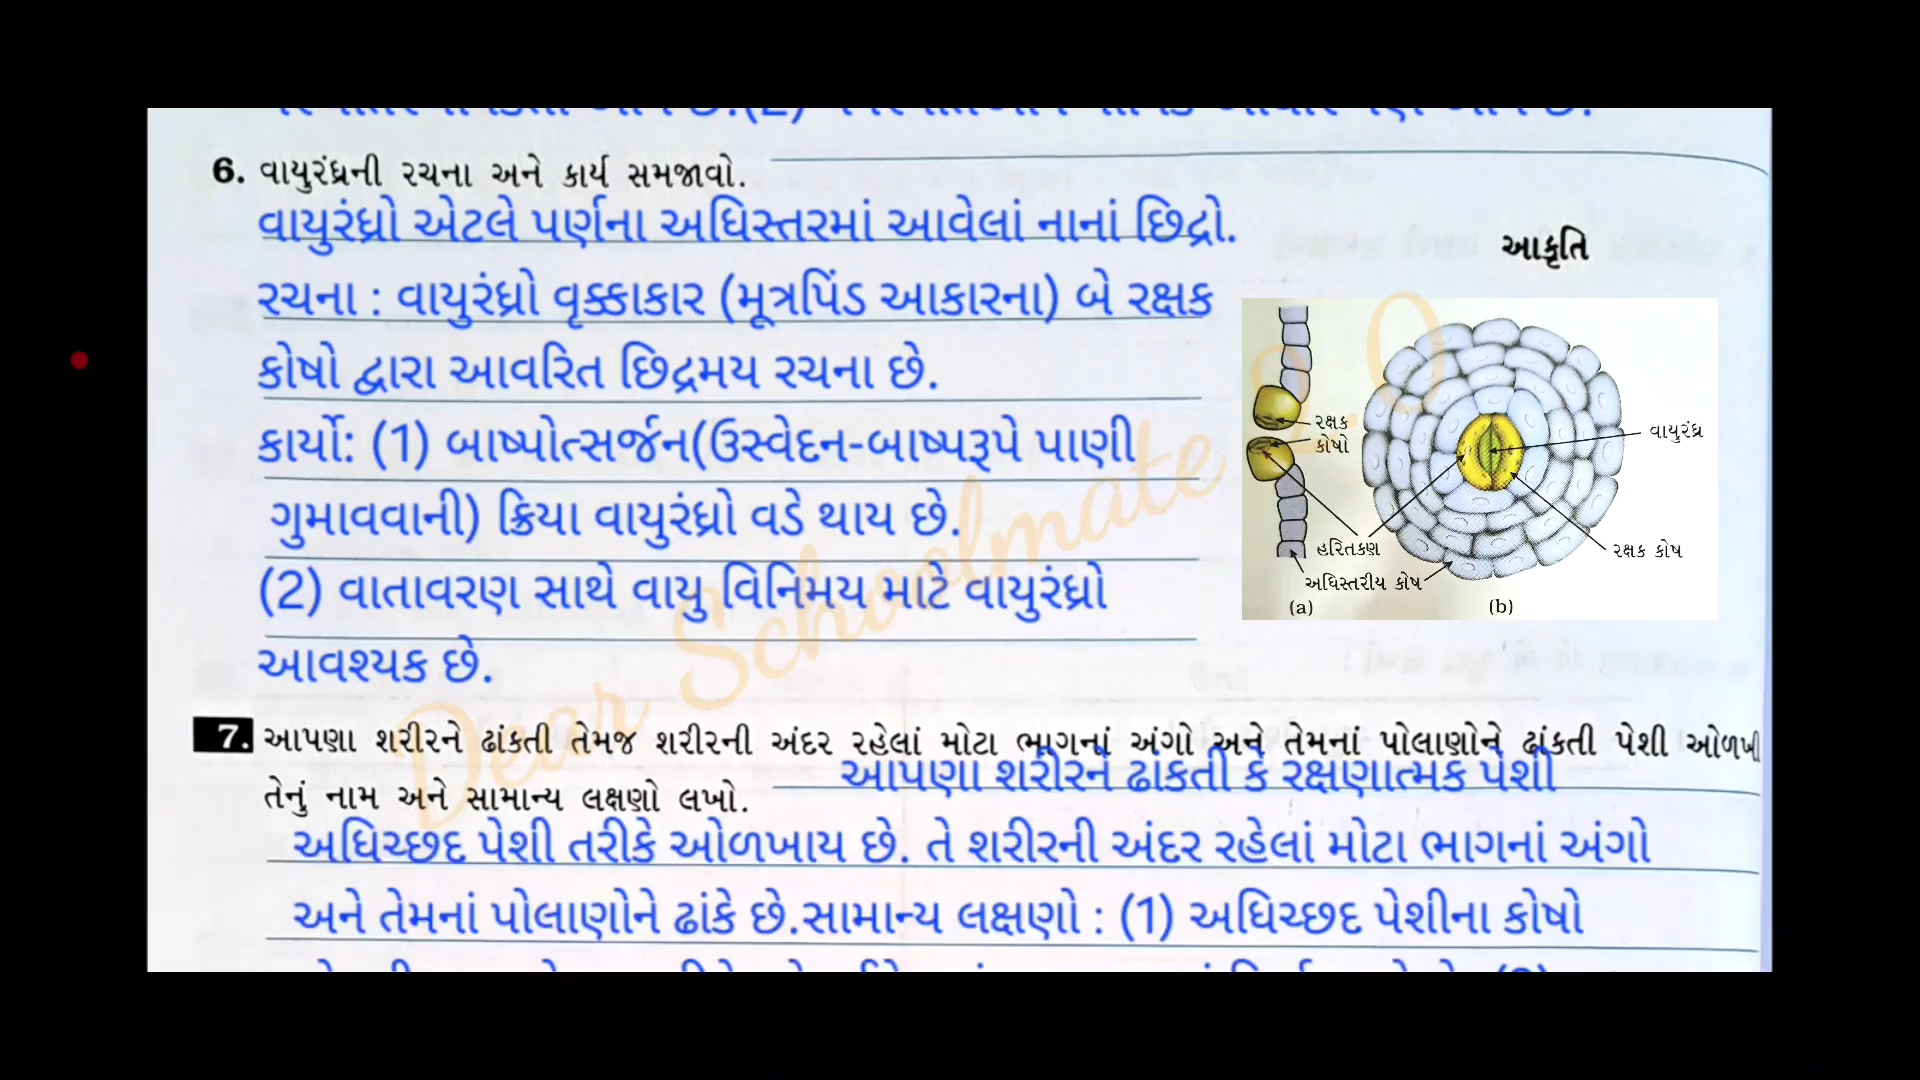 6. વાયુરંધ્રની રચના અને કાર્ય સમજાવો.
વાયુરંધ્રો એટલે પર્ણના અધિસ્તરમાં આવેલાં નાનાં છિદ્રો.
રચના : વાયુરંધ્રો વૃક્કાકાર (મૂત્રપિંડ આકારના) બે રક્ષક
કોષો દ્વારા આવરિત છિદ્રમય રચના છે.
કાર્યો: (1) બાષ્પોત્સર્જન(ઉસ્વેદન-બાષ્પરૂપે પાણી
ગુમાવવાની) ક્રિયા વાયુરંધ્રો વડે થાય છે.
(2) વાતાવરણ સાથે વાયુ વિનિમય માટે વાયુરંધ્રો
આવશ્યક છે.
આકૃતિ
રક્ષક
કોષો
વાયુરંધ્ર
હરિતકણ
રક્ષક કોષ
અધિસ્તરીય કોષ
(a)
(b)
7. આપણા શરીરને ઢાંકતી તેમજ શરીરની અંદર રહેલાં મોટા ભાગનાં અંગો અને તેમનાં પોલાણોને ઢાંકતી પેશી ઓળખી
તેનું નામ અને સામાન્ય લક્ષણો લખો.
આપણા શરીરને ઢાંકતી કે રક્ષણાત્મક પેશી
અધિચ્છદ પેશી તરીકે ઓળખાય છે. તે શરીરની અંદર રહેલાં મોટા ભાગનાં અંગો
અને તેમનાં પોલાણોને ઢાંકે છે.સામાન્ય લક્ષણો : (1) અધિચ્છદ પેશીના કોષો
Dear Schoolmate 2.0